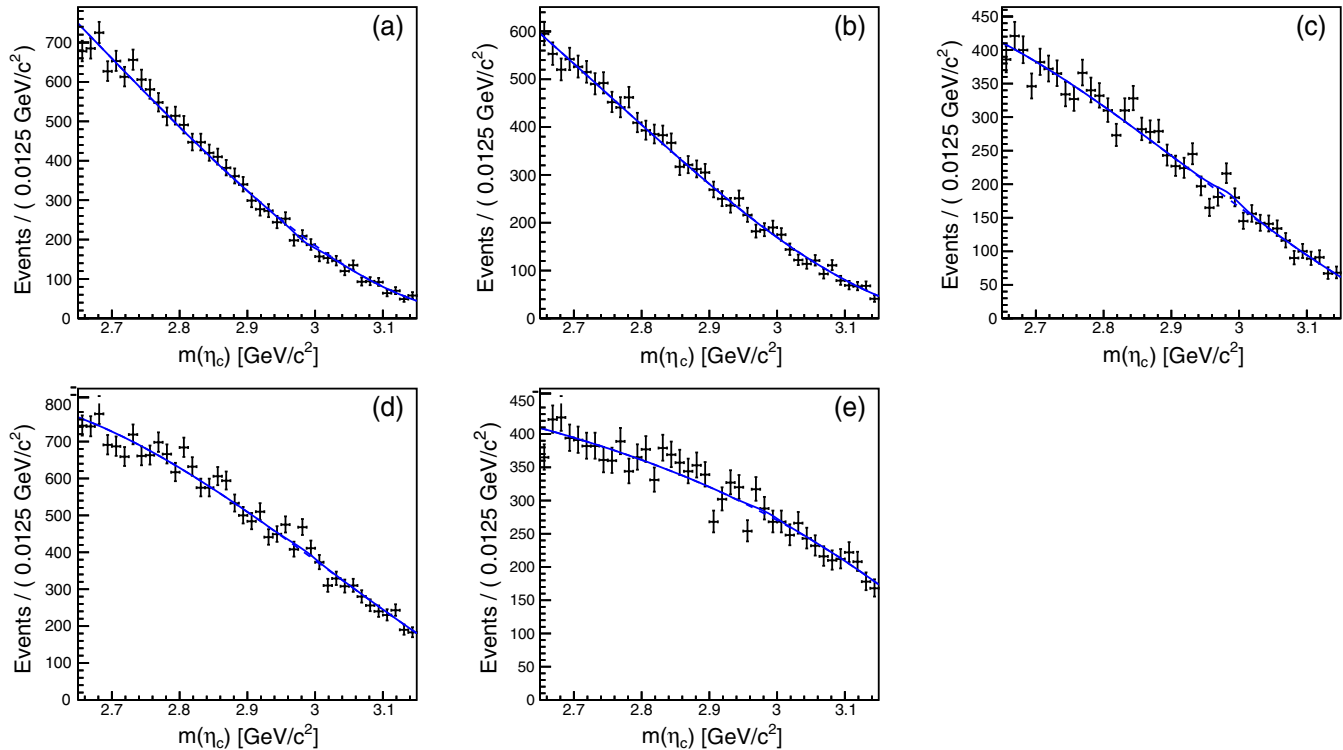 (a)
Events / ( 0.0125 GeV/c²)
700
600
500
400
300
200
100
0
2.7 2.8 2.9 3 3.1
m(η_c) [GeV/c²]
(b)
Events / ( 0.0125 GeV/c²)
600
500
400
300
200
100
0
2.7 2.8 2.9 3 3.1
m(η_c) [GeV/c²]
(c)
Events / ( 0.0125 GeV/c²)
450
400
350
300
250
200
150
100
50
0
2.7 2.8 2.9 3 3.1
m(η_c) [GeV/c²]
(d)
Events / ( 0.0125 GeV/c²)
800
700
600
500
400
300
200
100
0
2.7 2.8 2.9 3 3.1
m(η_c) [GeV/c²]
(e)
Events / ( 0.0125 GeV/c²)
450
400
350
300
250
200
150
100
50
0
2.7 2.8 2.9 3 3.1
m(η_c) [GeV/c²]